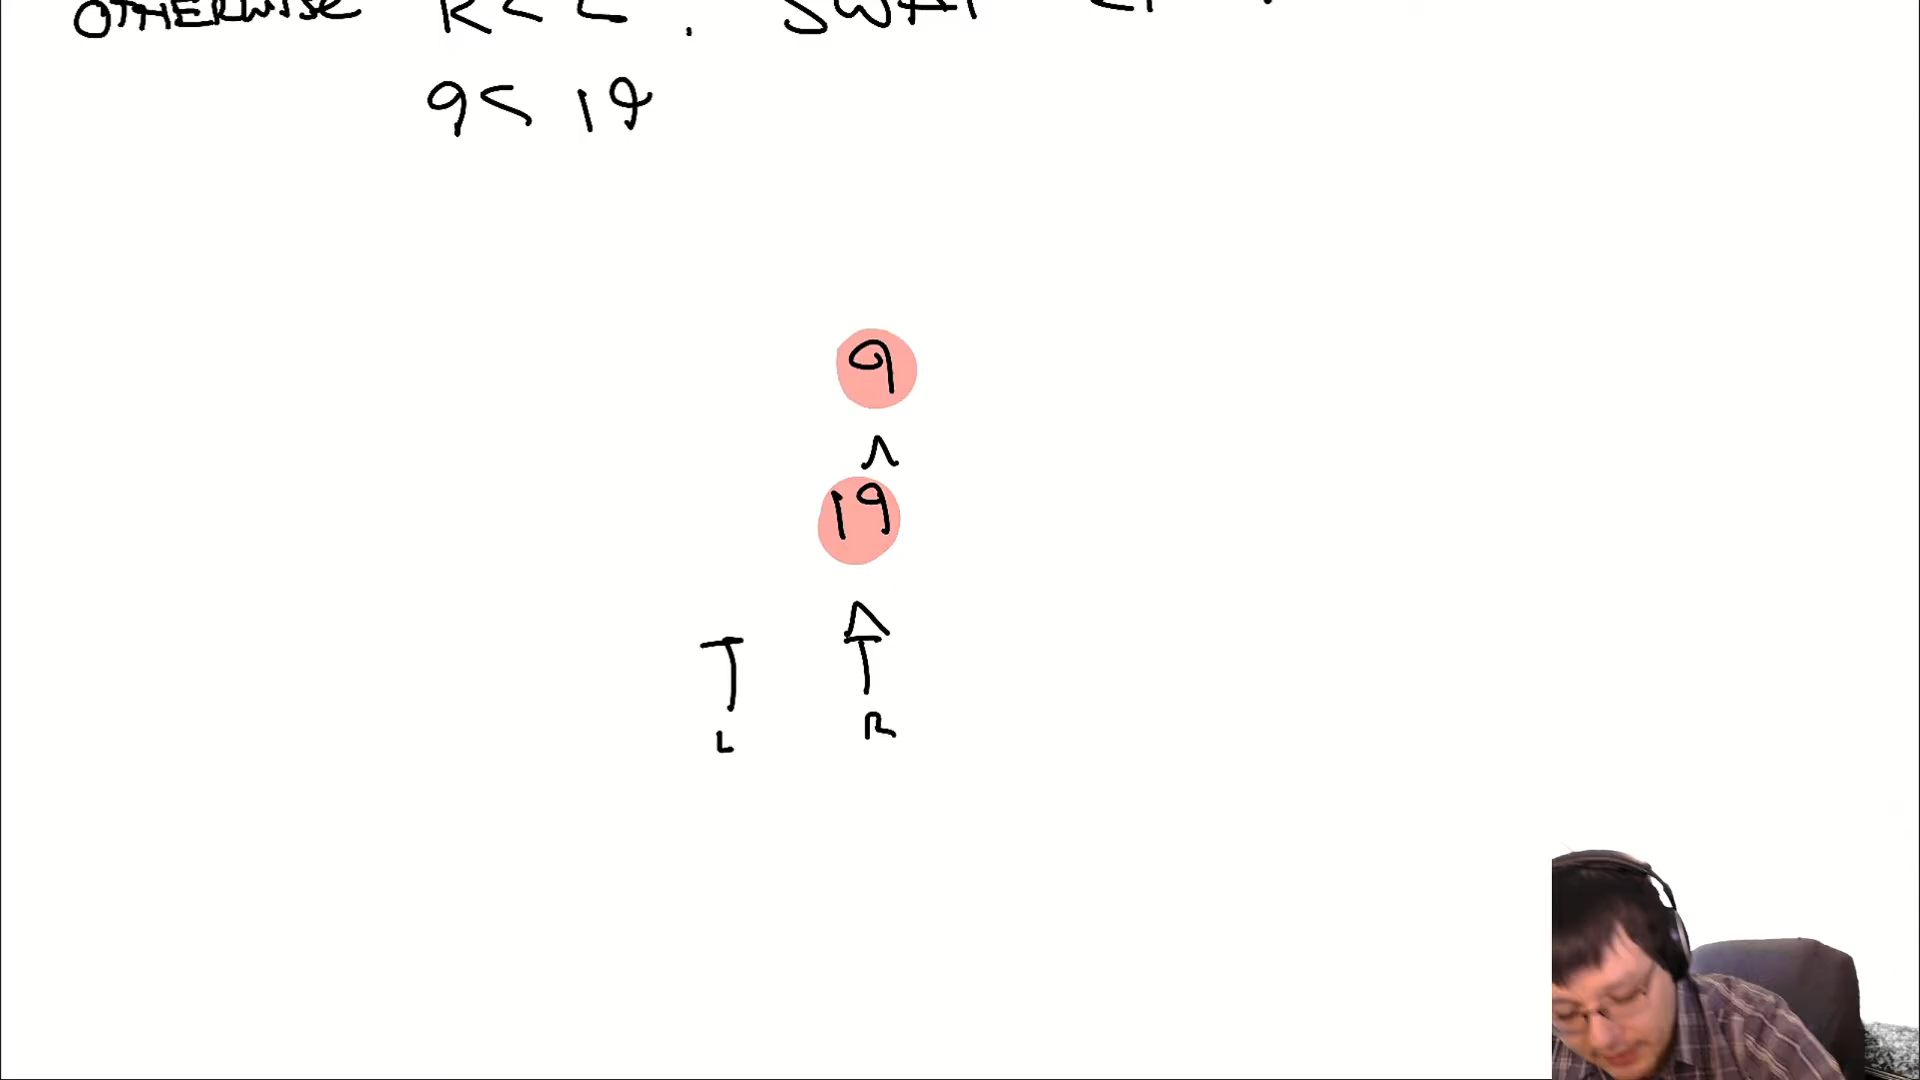 OTHERWISE R < L . SWAP
9 < 19
9
^
19
L R